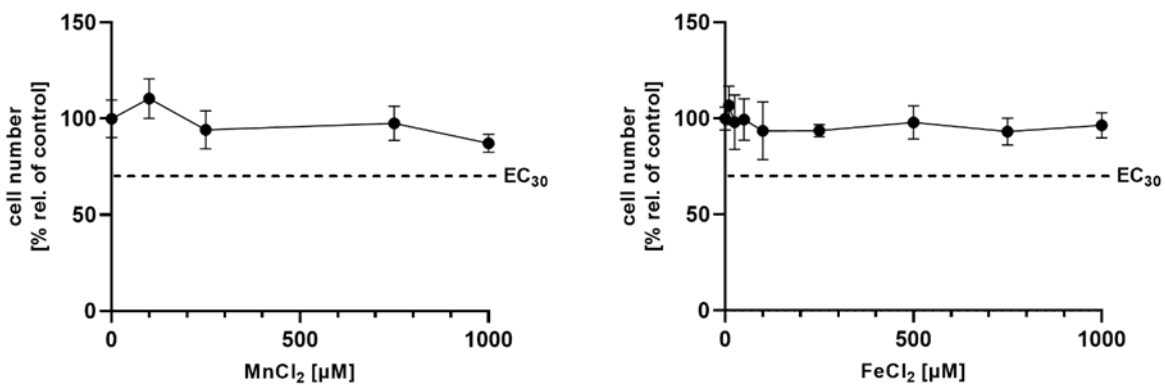 150
100
50
0
cell number
[% rel. of control]
EC₃₀
0
500
1000
MnCl₂ [µM]
150
100
50
0
cell number
[% rel. of control]
EC₃₀
0
500
1000
FeCl₂ [µM]